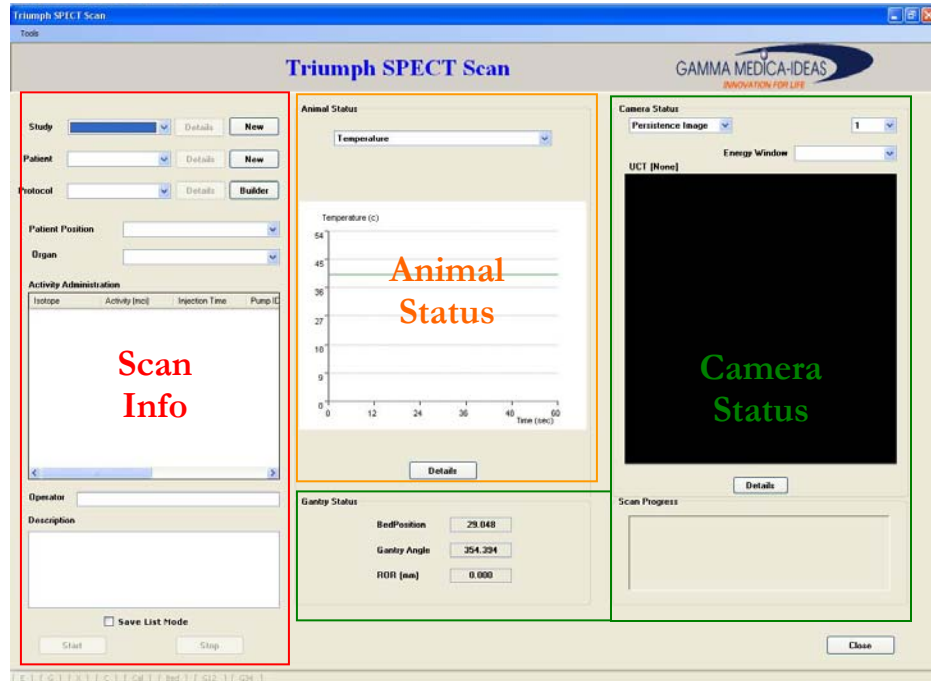 Triumph SPECT Scan
Tools
Triumph SPECT Scan
GAMMA MEDICA-IDEAS
INNOVATION FOR LIFE
Study Details New
Patient Details New
Protocol Details Builder
Patient Position
Organ
Activity Administration
Isotope Activity (mci) Injection Time Pump ID
Scan
Info
Operator
Description
Save List Mode
Start Stop
Animal Status
Temperature
Temperature (c)
54
45
36
27
18
9
0
0 12 24 36 48 60
Time (sec)
Animal
Status
Details
Gantry Status
BedPosition 29.048
Gantry Angle 354.394
ROR (mm) 0.000
Camera Status
Persistence Image 1
Energy Window
UCT [None]
Camera
Status
Details
Scan Progress
Close